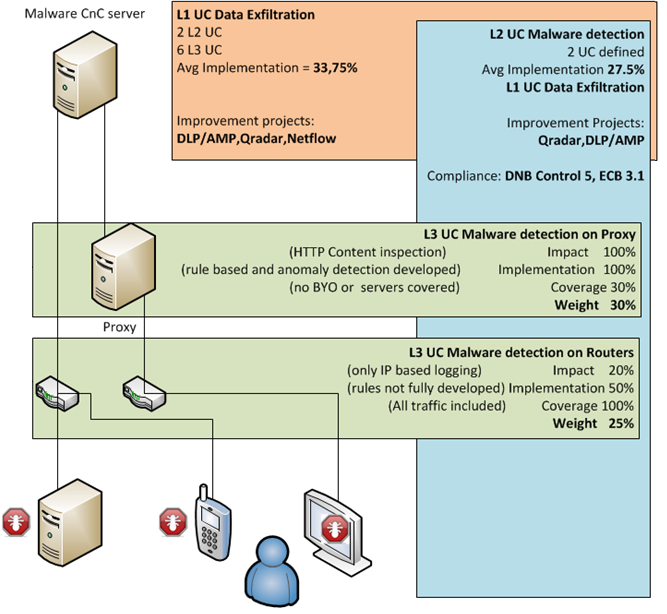 Malware CnC server
L1 UC Data Exfiltration
2 L2 UC
6 L3 UC
Avg Implementation = 33,75%
Improvement projects:
DLP/AMP,Qradar,Netflow
L2 UC Malware detection
2 UC defined
Avg Implementation 27.5%
L1 UC Data Exfiltration
Improvement Projects:
Qradar,DLP/AMP
Compliance: DNB Control 5, ECB 3.1
L3 UC Malware detection on Proxy
(HTTP Content inspection) Impact 100%
(rule based and anomaly detection developed) Implementation 100%
(no BYO or servers covered) Coverage 30%
Weight 30%
Proxy
L3 UC Malware detection on Routers
(only IP based logging) Impact 20%
(rules not fully developed) Implementation 50%
(All traffic included) Coverage 100%
Weight 25%